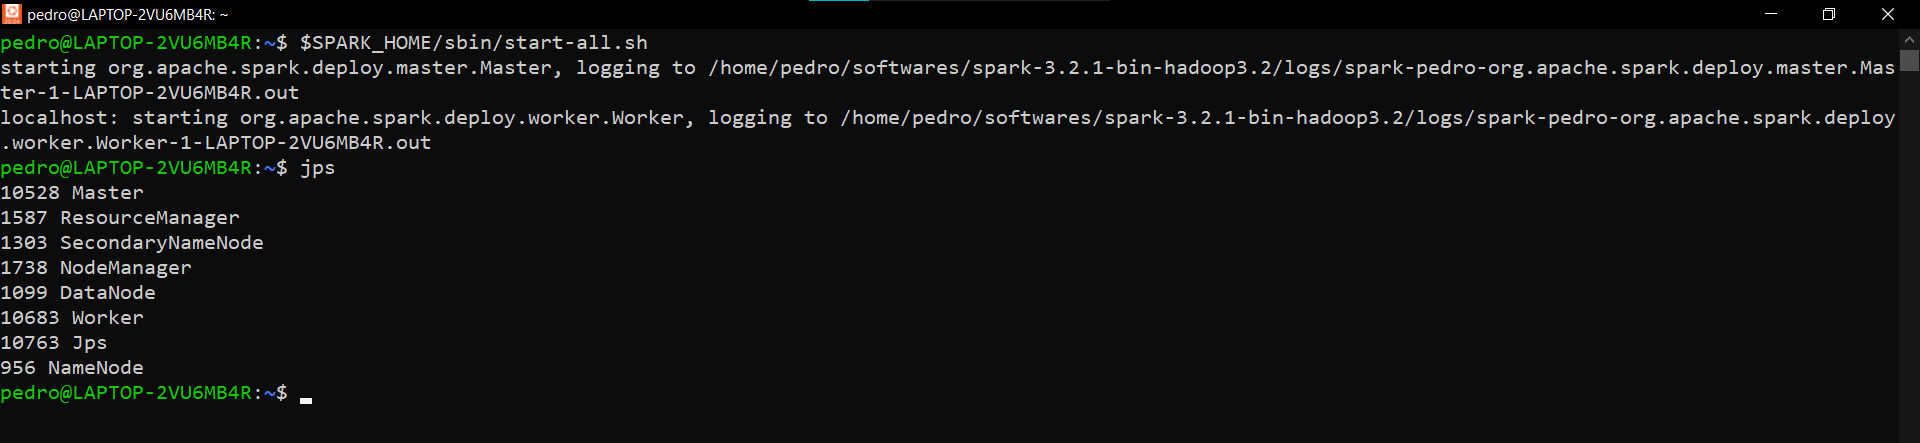 pedro@LAPTOP-2VU6MB4R: ~
pedro@LAPTOP-2VU6MB4R:~$ $SPARK_HOME/sbin/start-all.sh
starting org.apache.spark.deploy.master.Master, logging to /home/pedro/softwares/spark-3.2.1-bin-hadoop3.2/logs/spark-pedro-org.apache.spark.deploy.master.Mas
ter-1-LAPTOP-2VU6MB4R.out
localhost: starting org.apache.spark.deploy.worker.Worker, logging to /home/pedro/softwares/spark-3.2.1-bin-hadoop3.2/logs/spark-pedro-org.apache.spark.deploy
.worker.Worker-1-LAPTOP-2VU6MB4R.out
pedro@LAPTOP-2VU6MB4R:~$ jps
10528 Master
1587 ResourceManager
1303 SecondaryNameNode
1738 NodeManager
1099 DataNode
10683 Worker
10763 Jps
956 NameNode
pedro@LAPTOP-2VU6MB4R:~$